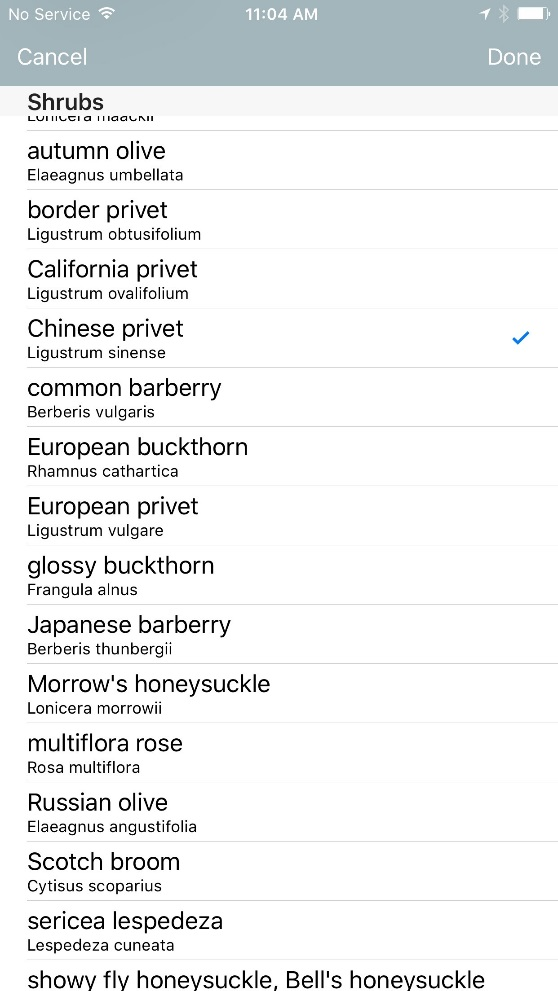 No Service 11:04 AM
Cancel Done
Shrubs
Lonicera maackii
autumn olive
Elaeagnus umbellata
border privet
Ligustrum obtusifolium
California privet
Ligustrum ovalifolium
Chinese privet
Ligustrum sinense
common barberry
Berberis vulgaris
European buckthorn
Rhamnus cathartica
European privet
Ligustrum vulgare
glossy buckthorn
Frangula alnus
Japanese barberry
Berberis thunbergii
Morrow's honeysuckle
Lonicera morrowii
multiflora rose
Rosa multiflora
Russian olive
Elaeagnus angustifolia
Scotch broom
Cytisus scoparius
sericea lespedeza
Lespedeza cuneata
showy fly honeysuckle, Bell's honeysuckle